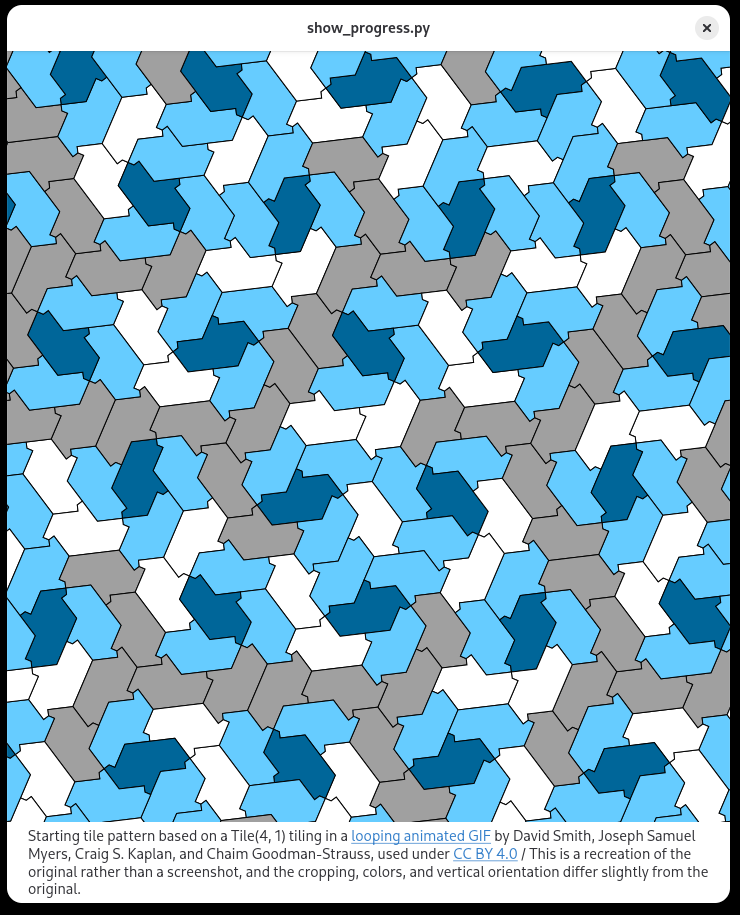 show_progress.py
Starting tile pattern based on a Tile(4, 1) tiling in a looping animated GIF by David Smith, Joseph Samuel
Myers, Craig S. Kaplan, and Chaim Goodman-Strauss, used under CC BY 4.0 / This is a recreation of the
original rather than a screenshot, and the cropping, colors, and vertical orientation differ slightly from the
original.